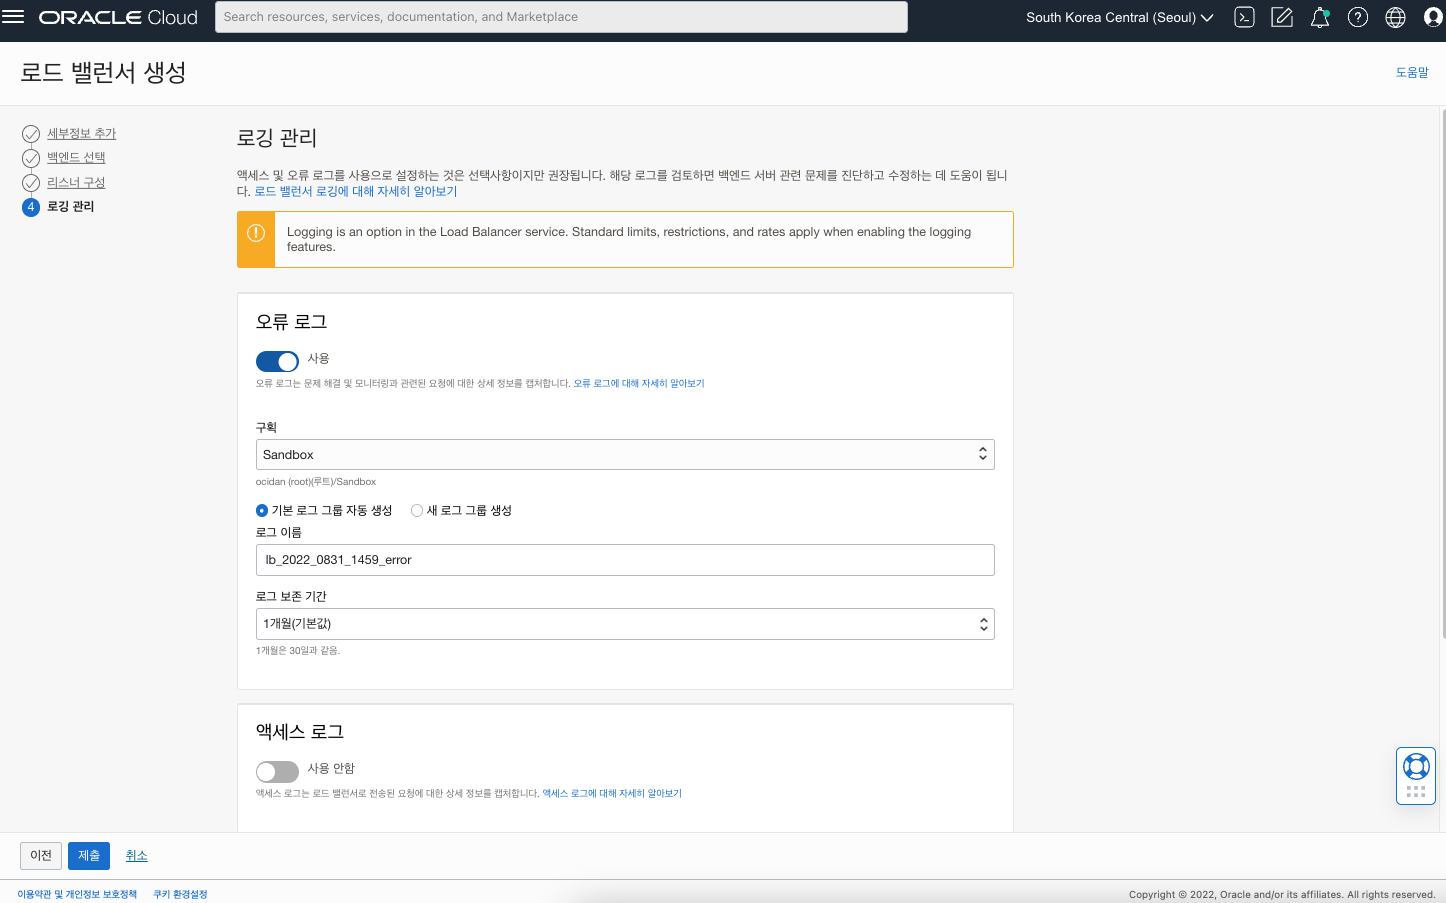 ORACLE Cloud
Search resources, services, documentation, and Marketplace
South Korea Central (Seoul)
로드 밸런서 생성
도움말
세부정보 추가
백엔드 선택
리스너 구성
4 로깅 관리
로깅 관리
액세스 및 오류 로그를 사용으로 설정하는 것은 선택사항이지만 권장됩니다. 해당 로그를 검토하면 백엔드 서버 관련 문제를 진단하고 수정하는 데 도움이 됩니
다. 로드 밸런서 로깅에 대해 자세히 알아보기
Logging is an option in the Load Balancer service. Standard limits, restrictions, and rates apply when enabling the logging
features.
오류 로그
사용
오류 로그는 문제 해결 및 모니터링과 관련된 요청에 대한 상세 정보를 캡처합니다. 오류 로그에 대해 자세히 알아보기
구획
Sandbox
ocidan (root)(루트)/Sandbox
기본 로그 그룹 자동 생성 새 로그 그룹 생성
로그 이름
lb_2022_0831_1459_error
로그 보존 기간
1개월(기본값)
1개월은 30일과 같음.
액세스 로그
사용 안함
액세스 로그는 로드 밸런서로 전송된 요청에 대한 상세 정보를 캡처합니다. 액세스 로그에 대해 자세히 알아보기
이전 제출 취소
이용약관 및 개인정보 보호정책 쿠키 환경설정
Copyright © 2022, Oracle and/or its affiliates. All rights reserved.